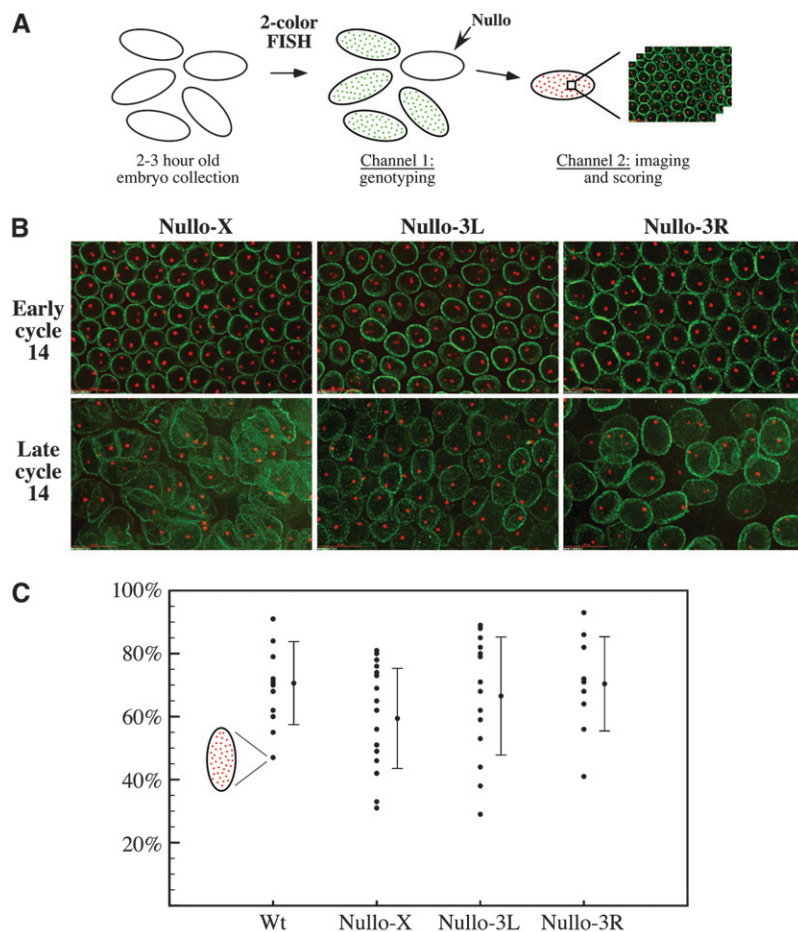 A
2-color
FISH
Nullo
2-3 hour old
embryo collection
Channel 1:
genotyping
Channel 2: imaging
and scoring
B
Nullo-X
Nullo-3L
Nullo-3R
Early
cycle
14
Late
cycle
14
C
100%
80%
60%
40%
20%
Wt
Nullo-X
Nullo-3L
Nullo-3R